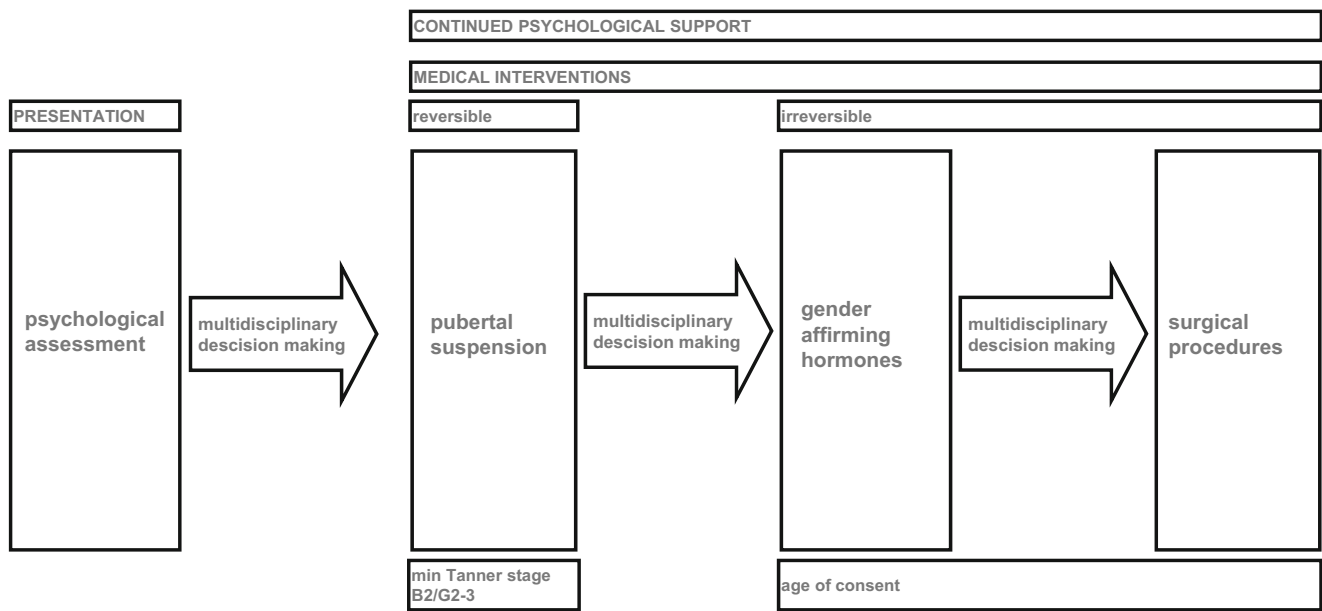 CONTINUED PSYCHOLOGICAL SUPPORT
MEDICAL INTERVENTIONS
PRESENTATION
reversible
irreversible
psychological
assessment
multidisciplinary
descision making
pubertal
suspension
multidisciplinary
descision making
gender
affirming
hormones
multidisciplinary
descision making
surgical
procedures
min Tanner stage
B2/G2-3
age of consent